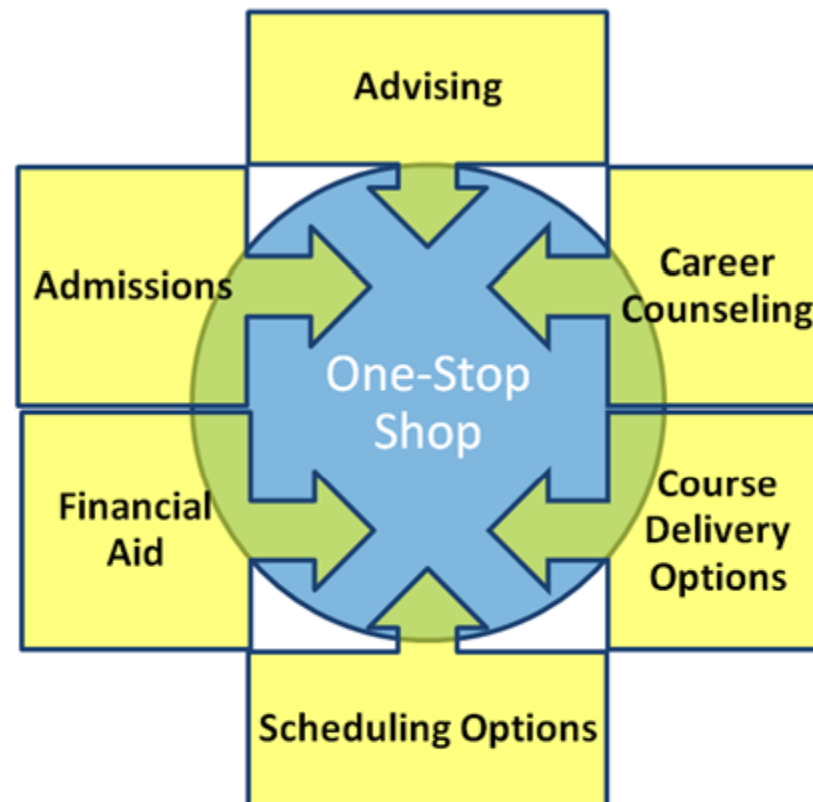 Advising
Admissions
Career
Counseling
One-Stop
Shop
Financial
Aid
Course
Delivery
Options
Scheduling Options